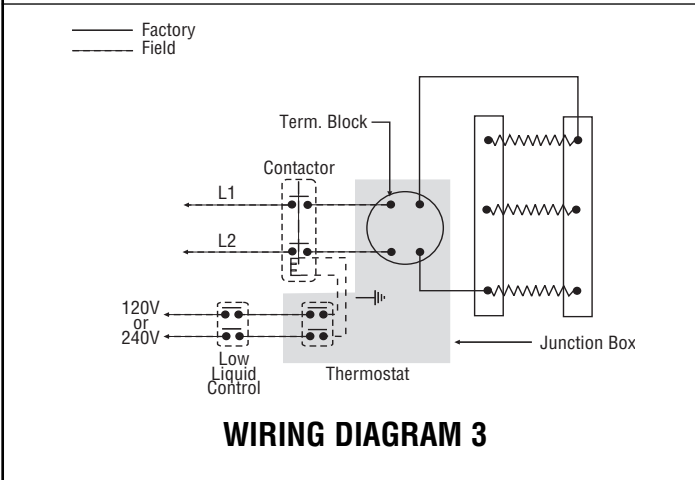 Factory
Field
Term. Block
Contactor
L1
L2
120V
or
240V
Low
Liquid
Control
Thermostat
Junction Box
WIRING DIAGRAM 3